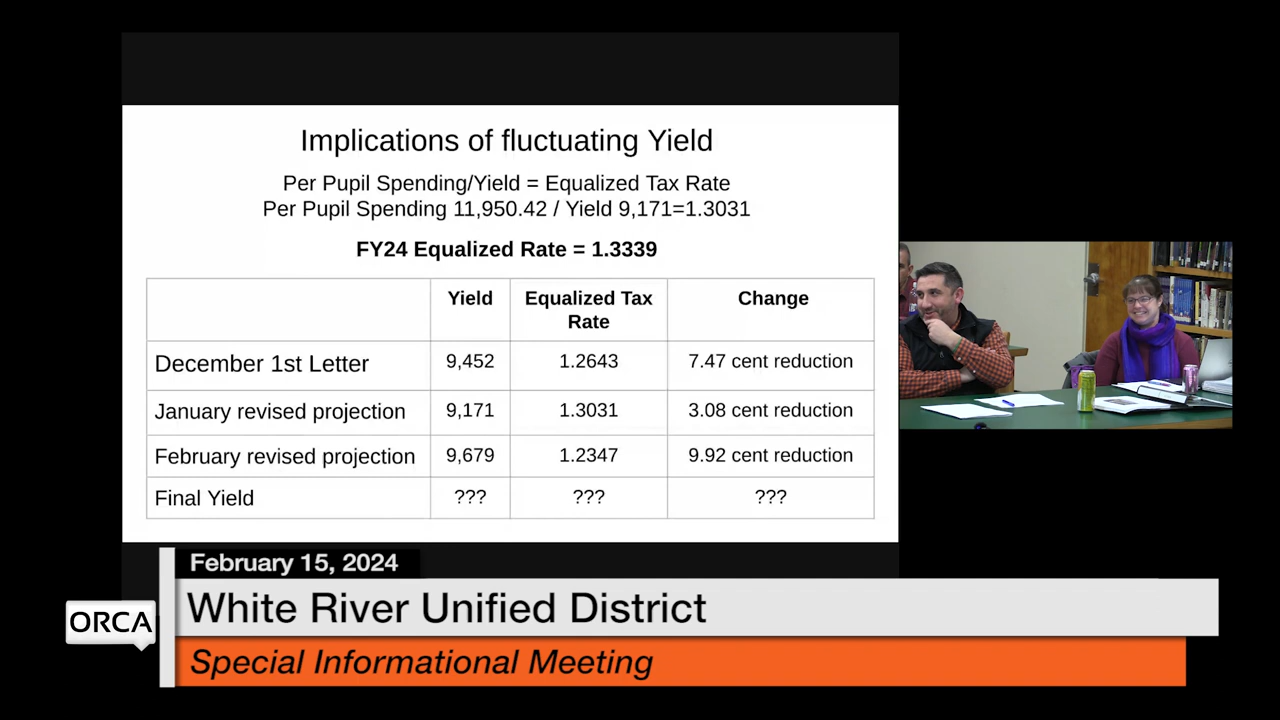 Implications of fluctuating Yield
Per Pupil Spending/Yield = Equalized Tax Rate
Per Pupil Spending 11,950.42 / Yield 9,171=1.3031
FY24 Equalized Rate = 1.3339
Yield Equalized Tax Rate Change
December 1st Letter 9,452 1.2643 7.47 cent reduction
January revised projection 9,171 1.3031 3.08 cent reduction
February revised projection 9,679 1.2347 9.92 cent reduction
Final Yield ??? ??? ???
February 15, 2024
ORCA
White River Unified District
Special Informational Meeting